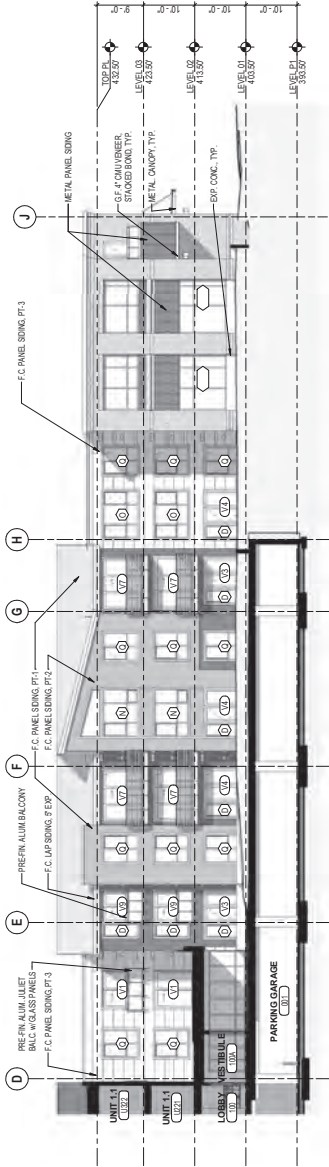 D
E
F
G
H
J
PRE-FIN. ALUM. JULIET
BALC. w/ GLASS PANELS
F.C. PANEL SIDING, PT-3
PRE-FIN. ALUM. BALCONY
F.C. LAP SIDING, 5" EXP.
F.C. PANEL SIDING, PT-1
F.C. PANEL SIDING, PT-2
F.C. PANEL SIDING, PT-3
METAL PANEL SIDING
G.F. 4" CMU VENEER,
STACKED BOND, TYP.
METAL CANOPY, TYP.
EXP. CONC., TYP.
TOP PL
432.50'
LEVEL 03
423.50'
LEVEL 02
413.50'
LEVEL 01
403.50'
LEVEL P1
393.50'
9'-0"
10'-0"
10'-0"
10'-0"
UNIT 1.1
U322
Q
V1
D
V9
Q
V7
N
Q
V7
Q
Q
UNIT 1.1
U221
Q
V1
D
V9
Q
V7
N
Q
V7
Q
Q
LOBBY
100
VESTIBULE
100A
D
V3
Q
D
V4
D
V4
Q
D
V3
D
V4
Q
PARKING GARAGE
001